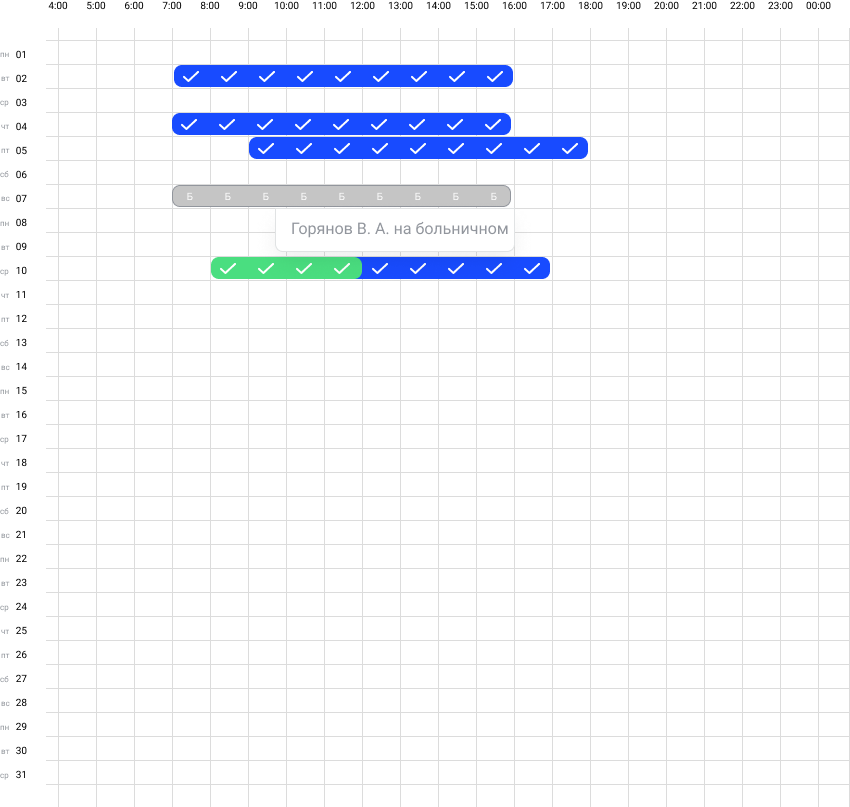 4:00 5:00 6:00 7:00 8:00 9:00 10:00 11:00 12:00 13:00 14:00 15:00 16:00 17:00 18:00 19:00 20:00 21:00 22:00 23:00 00:00
пн 01
вт 02
ср 03
чт 04
пт 05
сб 06
вс 07 Б Б Б Б Б Б Б Б Б
пн 08
Горянов В. А. на больничном
вт 09
ср 10
чт 11
пт 12
сб 13
вс 14
пн 15
вт 16
ср 17
чт 18
пт 19
сб 20
вс 21
пн 22
вт 23
ср 24
чт 25
пт 26
сб 27
вс 28
пн 29
вт 30
ср 31